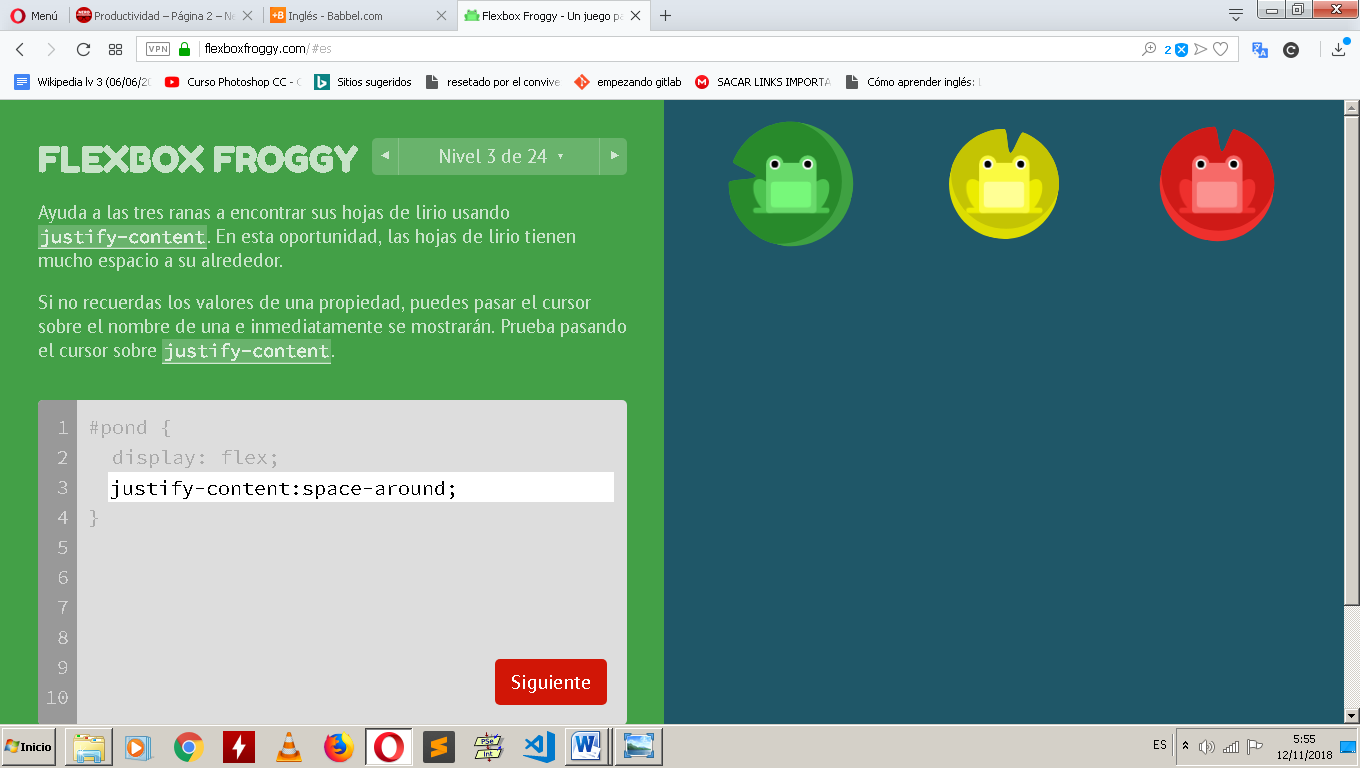 Menú
Productividad – Página 2 – Ne
Inglés - Babbel.com
Flexbox Froggy - Un juego pa
VPN
flexboxfroggy.com/#es
2
Wikipedia lv 3 (06/06/20
Curso Photoshop CC - C
Sitios sugeridos
resetado por el convive
empezando gitlab
SACAR LINKS IMPORTA
Cómo aprender inglés:
FLEXBOX FROGGY
Nivel 3 de 24
Ayuda a las tres ranas a encontrar sus hojas de lirio usando
justify-content. En esta oportunidad, las hojas de lirio tienen
mucho espacio a su alrededor.
Si no recuerdas los valores de una propiedad, puedes pasar el cursor
sobre el nombre de una e inmediatamente se mostrarán. Prueba pasando
el cursor sobre justify-content.
1 #pond {
2 display: flex;
3 justify-content:space-around;
4 }
5
6
7
8
9
10
Siguiente
Inicio
PSe
Int
ES
5:55
12/11/2018